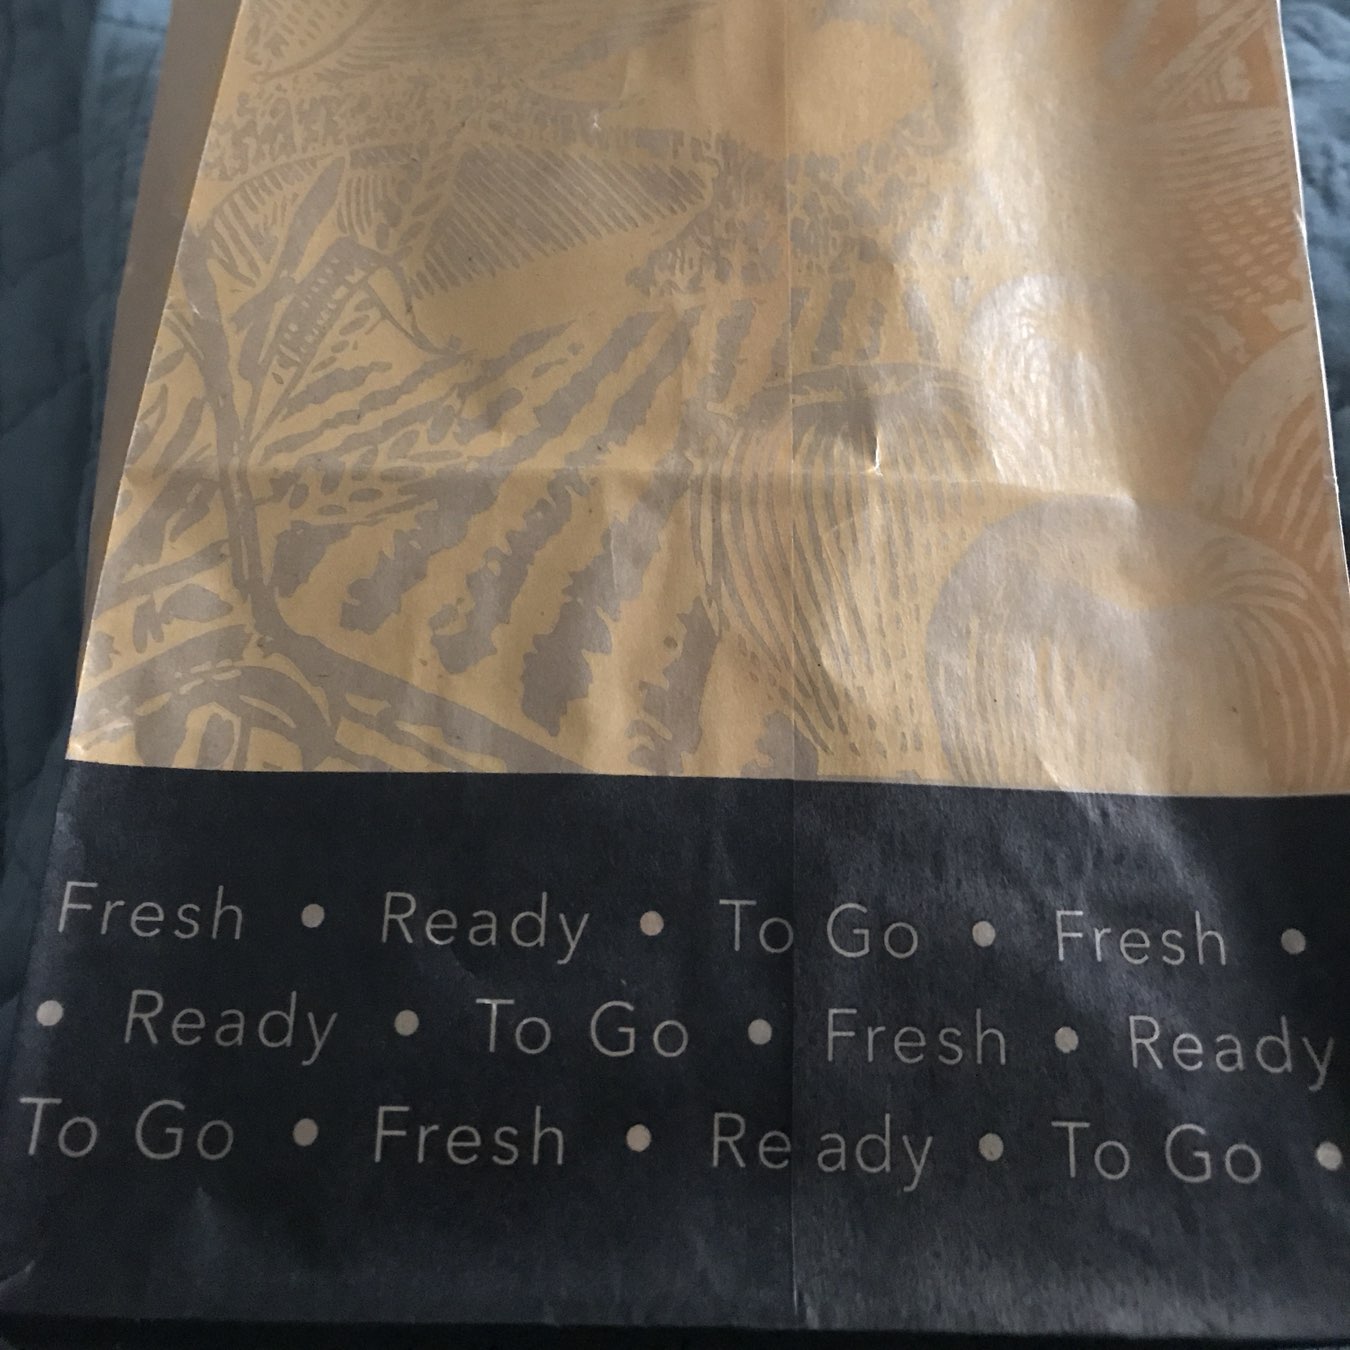 Fresh • Ready • To Go • Fresh •
• Ready • To Go • Fresh • Ready
To Go • Fresh • Ready • To Go •